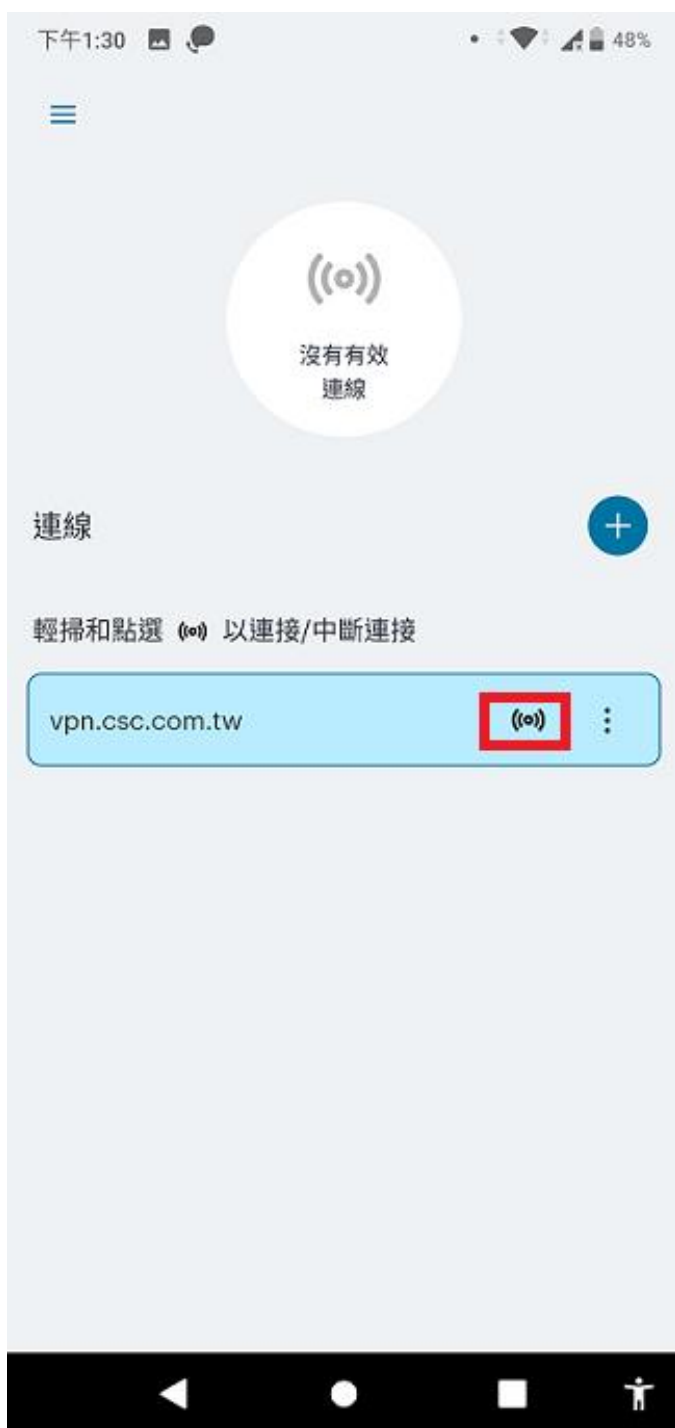 下午1:30
48%
沒有有效
連線
連線
輕掃和點選 以連接/中斷連接
vpn.csc.com.tw